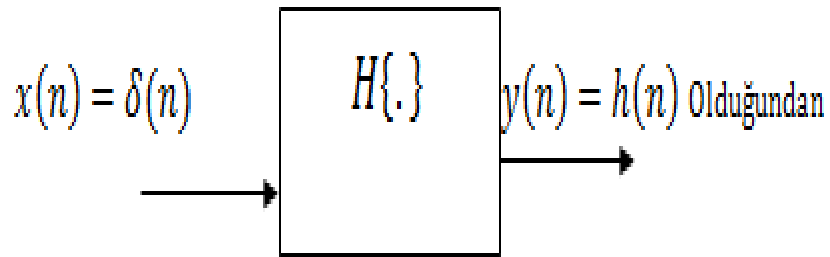 x(n) = δ(n)
H{.}
y(n) = h(n) Olduğundan